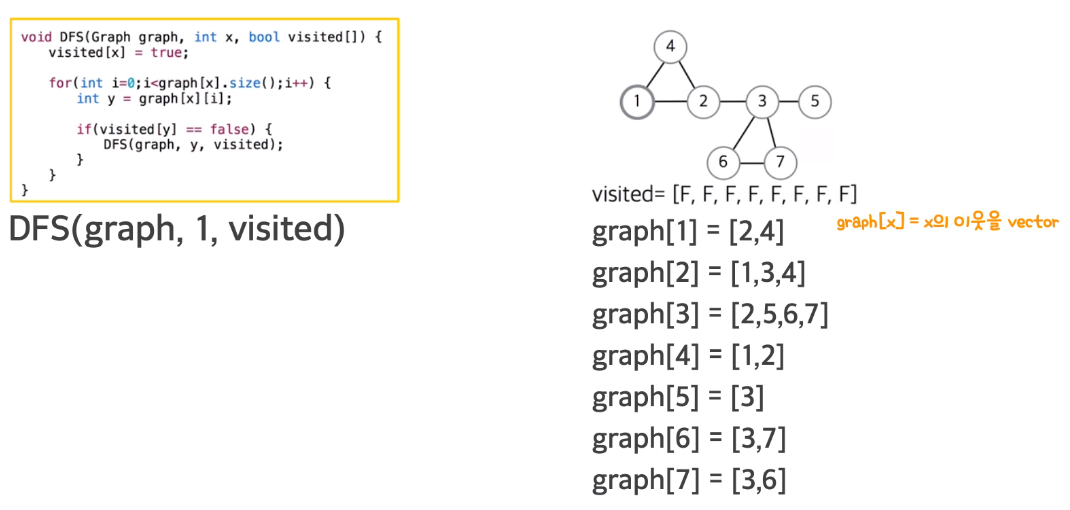 void DFS(Graph graph, int x, bool visited[]) {
    visited[x] = true;
    for(int i=0;i<graph[x].size();i++) {
        int y = graph[x][i];
        if(visited[y] == false) {
            DFS(graph, y, visited);
        }
    }
}
DFS(graph, 1, visited)
4
1 2 3 5
6 7
visited= [F, F, F, F, F, F, F, F]
graph[x] = x의 이웃을 vector
graph[1] = [2,4]
graph[2] = [1,3,4]
graph[3] = [2,5,6,7]
graph[4] = [1,2]
graph[5] = [3]
graph[6] = [3,7]
graph[7] = [3,6]